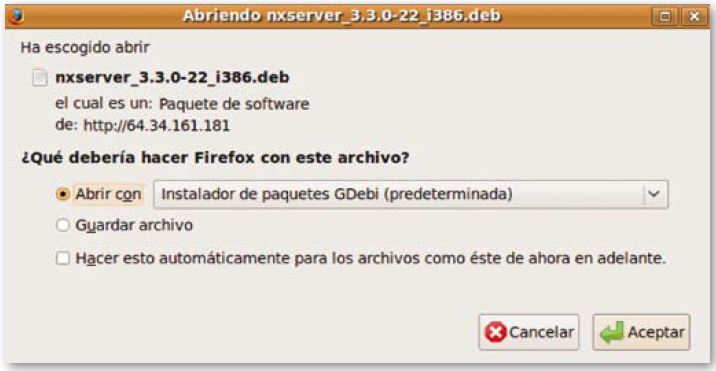 Abriendo nxserver_3.3.0-22_i386.deb
Ha escogido abrir
nxserver_3.3.0-22_i386.deb
el cual es un: Paquete de software
de: http://64.34.161.181
¿Qué debería hacer Firefox con este archivo?
Abrir con Instalador de paquetes GDebi (predeterminada)
Guardar archivo
Hacer esto automáticamente para los archivos como éste de ahora en adelante.
Cancelar Aceptar